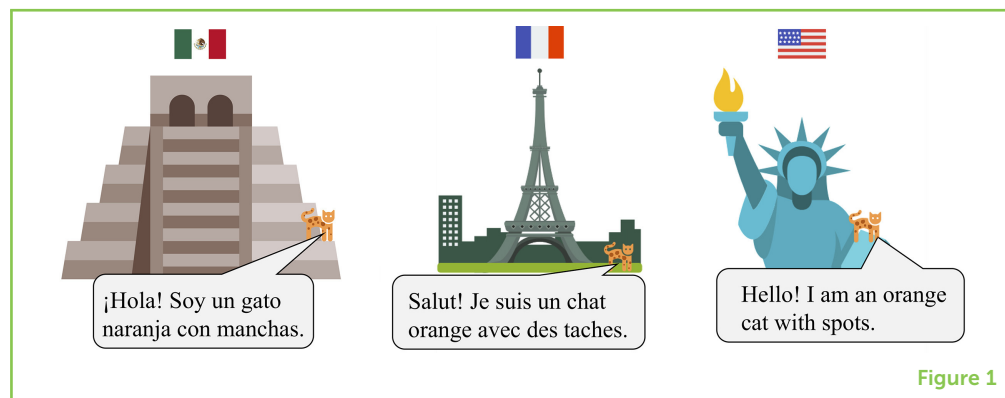 ¡Hola! Soy un gato
naranja con manchas.
Salut! Je suis un chat
orange avec des taches.
Hello! I am an orange
cat with spots.
Figure 1